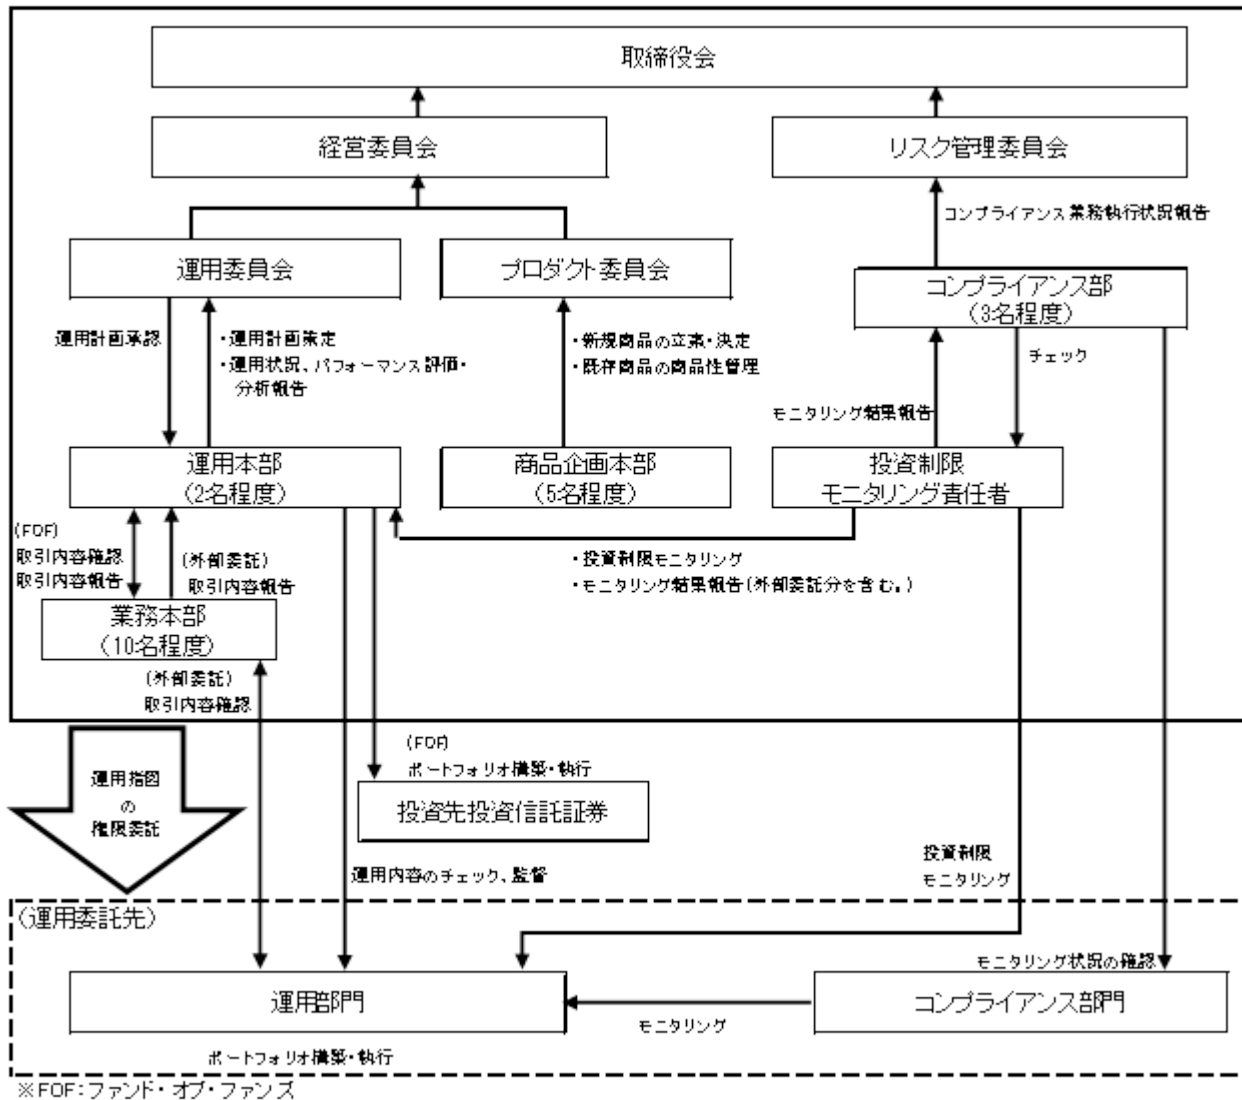 取締役会
経営委員会
リスク管理委員会
コンプライアンス業務執行状況報告
運用委員会
プロダクト委員会
コンプライアンス部
(3名程度)
運用計画承認
・運用計画策定
・運用状況、パフォーマンス評価・
分析報告
・新規商品の立案・決定
・既存商品の商品性管理
チェック
モニタリング結果報告
運用本部
(2名程度)
商品企画本部
(5名程度)
投資制限
モニタリング責任者
(FOF)
取引内容確認
取引内容報告
(外部委託)
取引内容報告
・投資制限モニタリング
・モニタリング結果報告(外部委託分を含む。)
業務本部
(10名程度)
(外部委託)
取引内容確認
運用指図
の
権限委託
(FOF)
ポートフォリオ構築・執行
投資先投資信託証券
運用内容のチェック、監督
投資制限
モニタリング
(運用委託先)
モニタリング状況の確認
運用部門
コンプライアンス部門
モニタリング
ポートフォリオ構築・執行
※FOF:ファンド・オブ・ファンズ